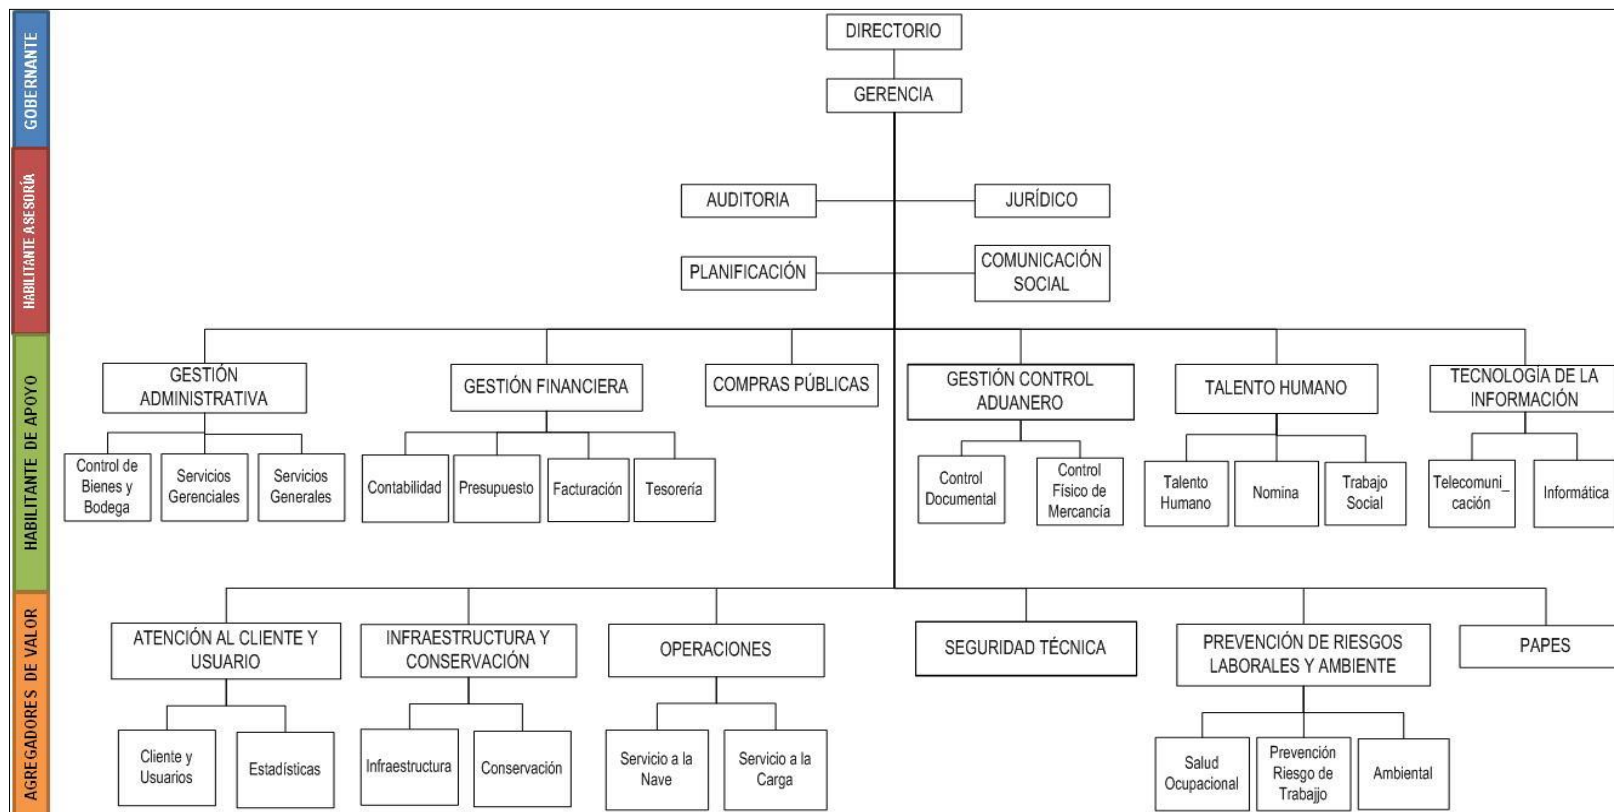 GOBERNANTE
DIRECTORIO
GERENCIA
HABILITANTE ASESORÍA
AUDITORIA
JURÍDICO
PLANIFICACIÓN
COMUNICACIÓN
SOCIAL
HABILITANTE DE APOYO
GESTIÓN
ADMINISTRATIVA
GESTIÓN FINANCIERA
COMPRAS PÚBLICAS
GESTIÓN CONTROL
ADUANERO
TALENTO HUMANO
TECNOLOGÍA DE LA
INFORMACIÓN
Control de
Bienes y
Bodega
Servicios
Gerenciales
Servicios
Generales
Contabilidad
Presupuesto
Facturación
Tesorería
Control
Documental
Control
Físico de
Mercancía
Talento
Humano
Nomina
Trabajo
Social
Telecomuni_
cación
Informática
AGREGADORES DE VALOR
ATENCIÓN AL CLIENTE Y
USUARIO
INFRAESTRUCTURA Y
CONSERVACIÓN
OPERACIONES
SEGURIDAD TÉCNICA
PREVENCIÓN DE RIESGOS
LABORALES Y AMBIENTE
PAPES
Cliente y
Usuarios
Estadísticas
Infraestructura
Conservación
Servicio a la
Nave
Servicio a la
Carga
Salud
Ocupacional
Prevención
Riesgo de
Trabajjo
Ambiental